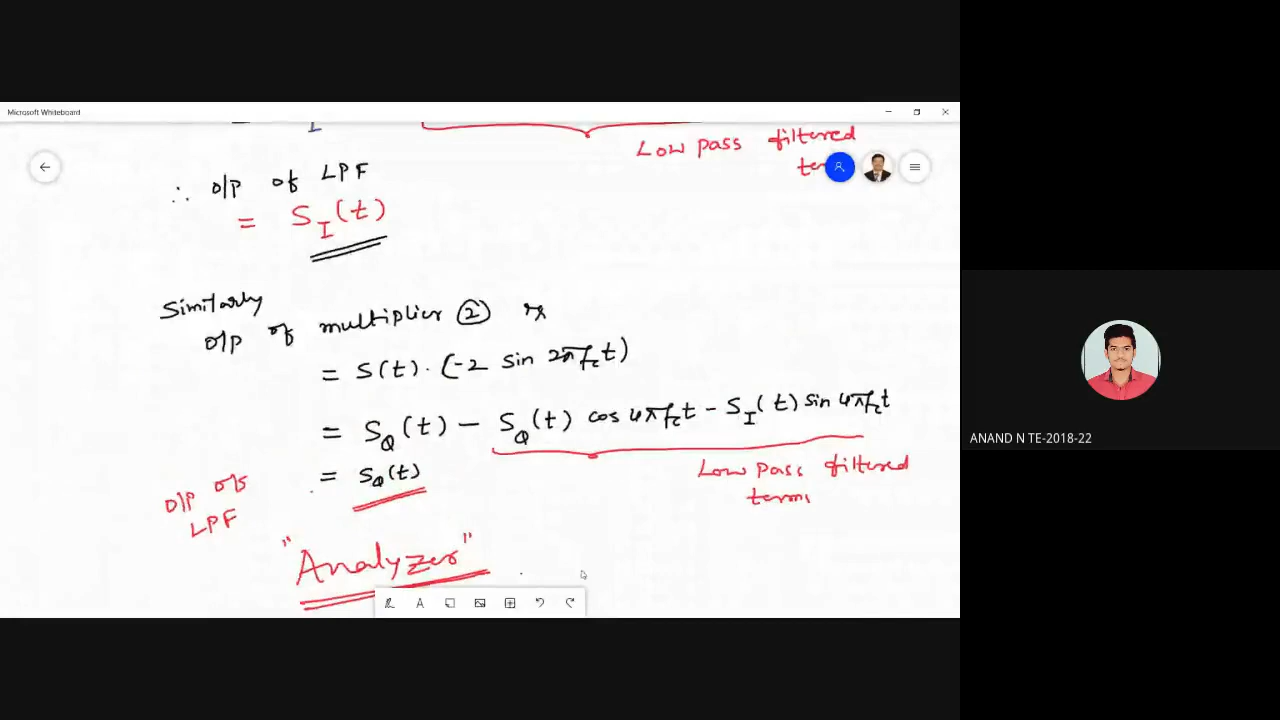 Microsoft Whiteboard
I
Low pass filtered
∴ O/P of LPF
= S_I(t)
Similarly
O/P of multiplier ② is
= S(t) . (-2 sin 2πf_c t)
= S_Q(t) - S_Q(t) cos 4πf_c t - S_I(t) sin 4πf_c t
Low pass filtered
terms
= S_Q(t)
O/P of
LPF
"Analyzer"
A
ANAND N TE-2018-22